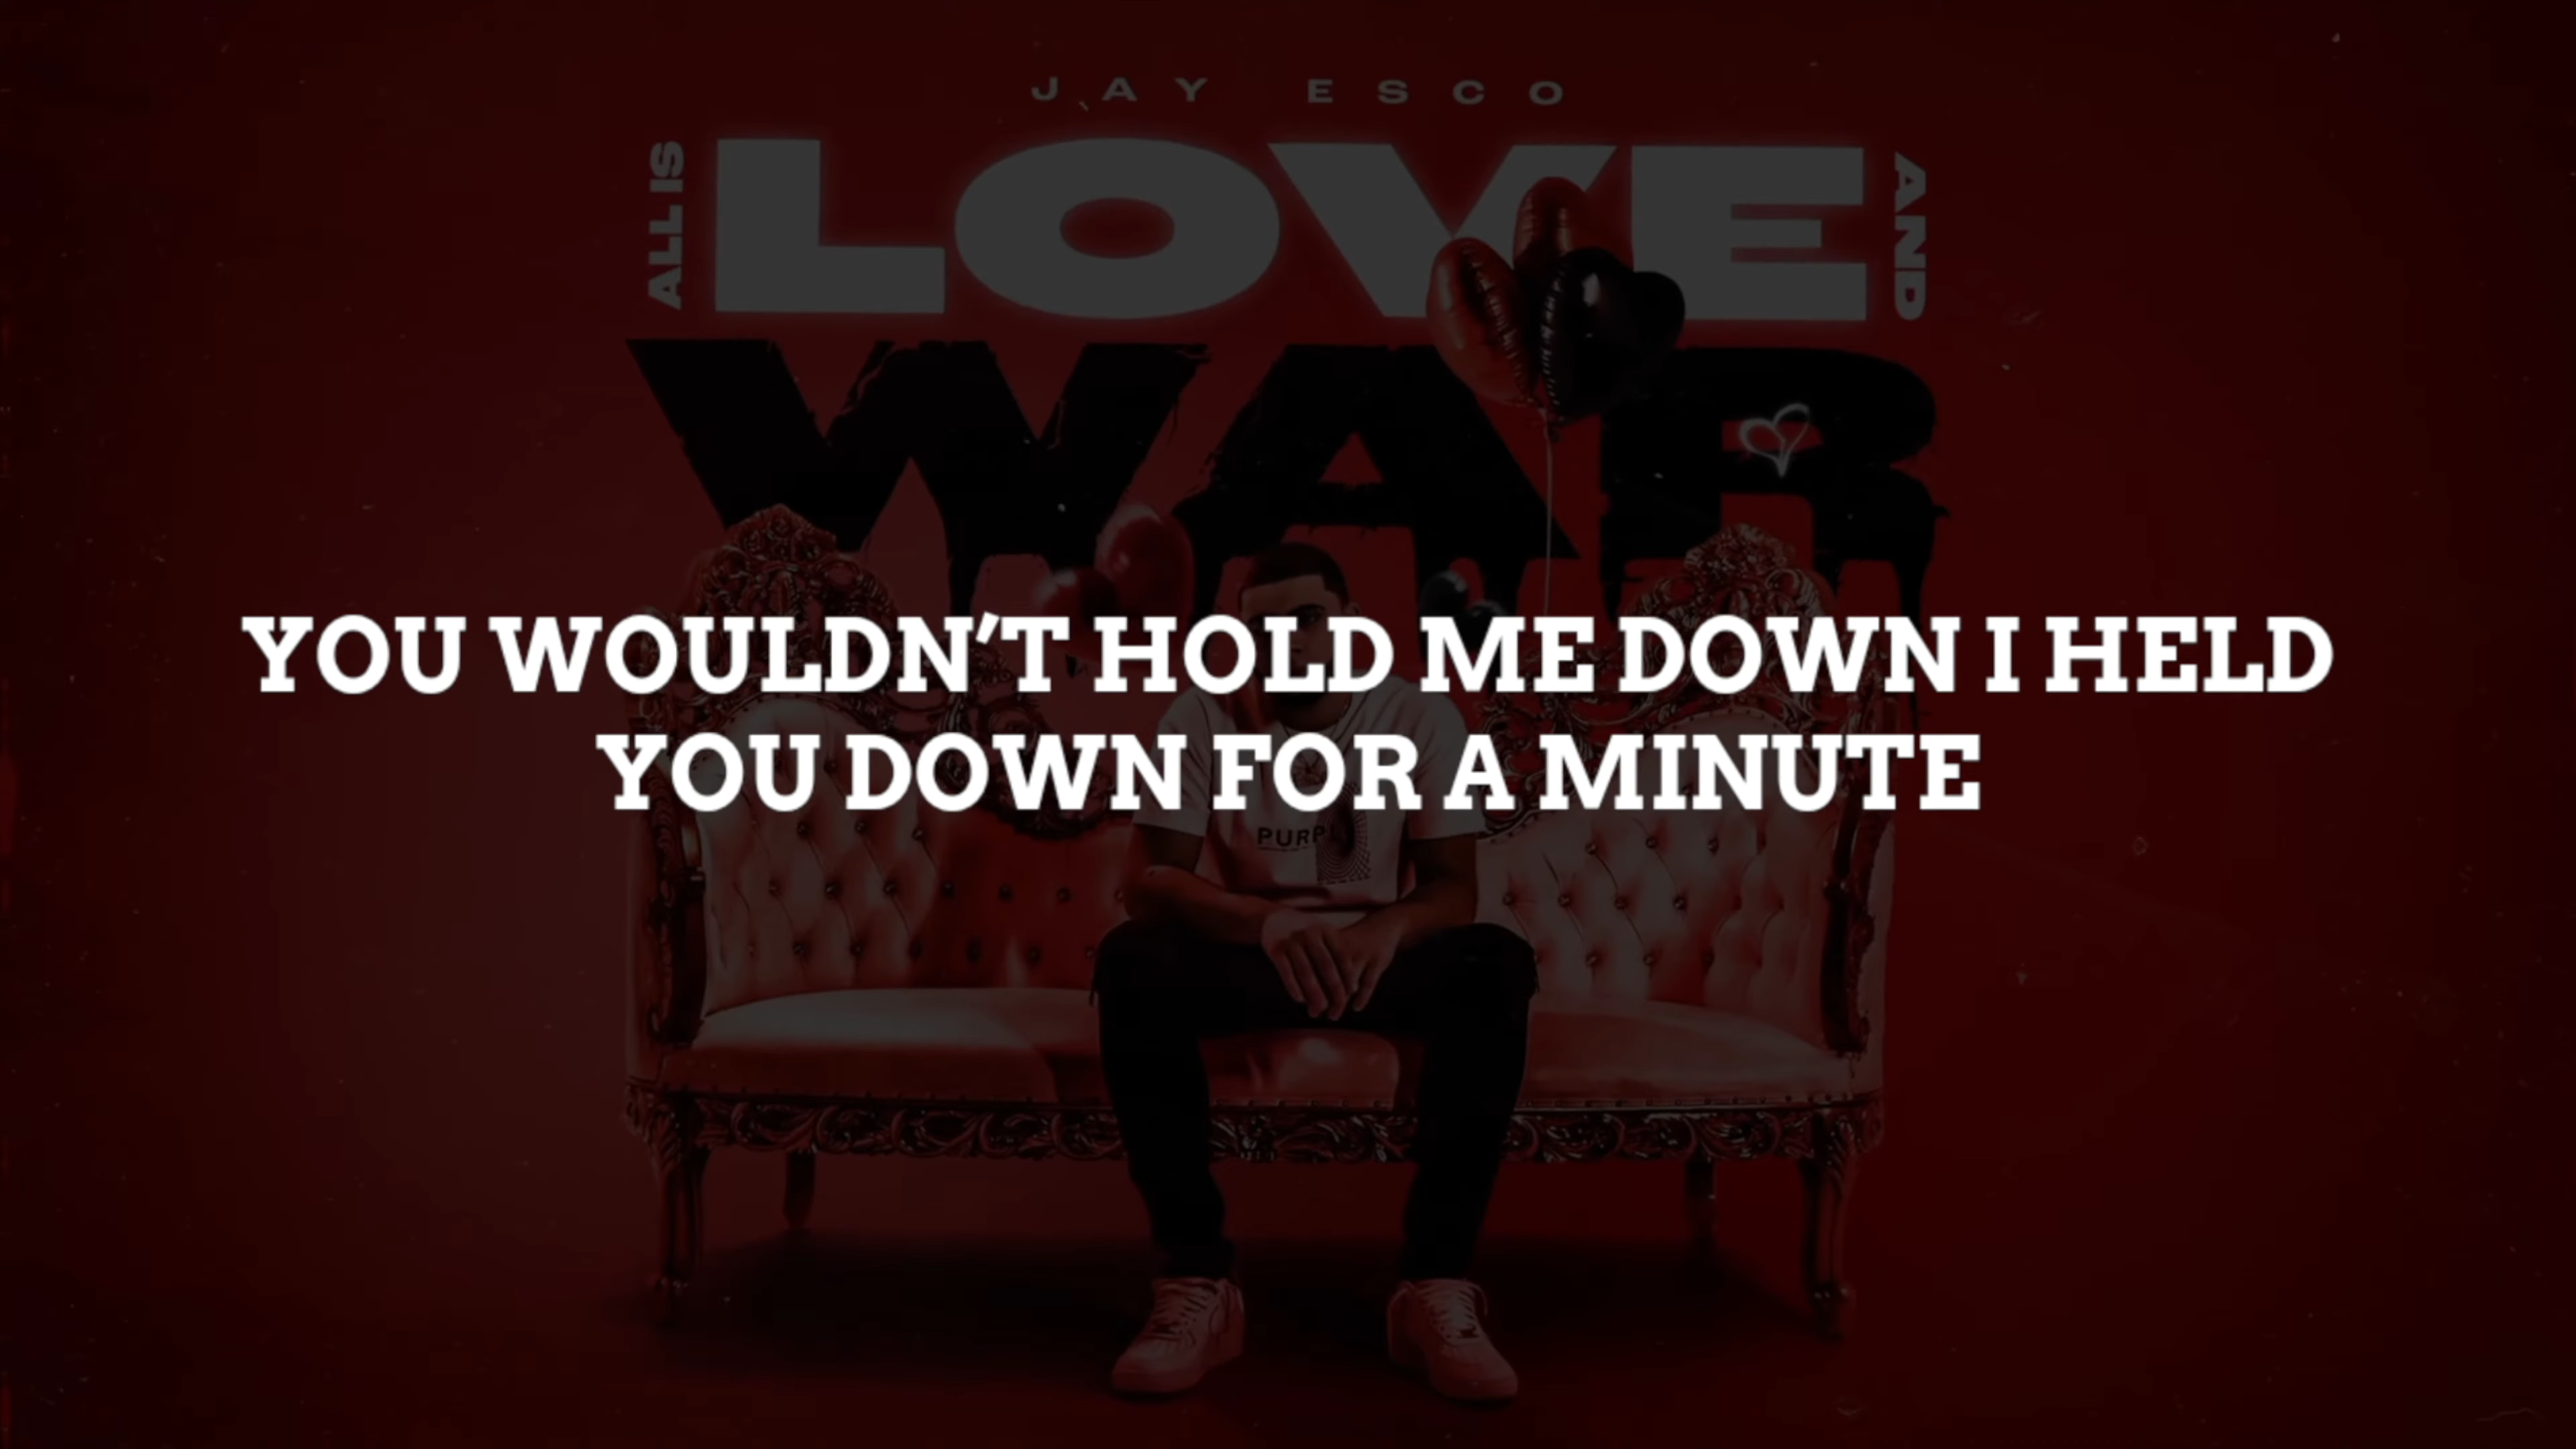 JAY ESCO
ALL IS
LOVE
AND
WAR
YOU WOULDN'T HOLD ME DOWN I HELD
YOU DOWN FOR A MINUTE